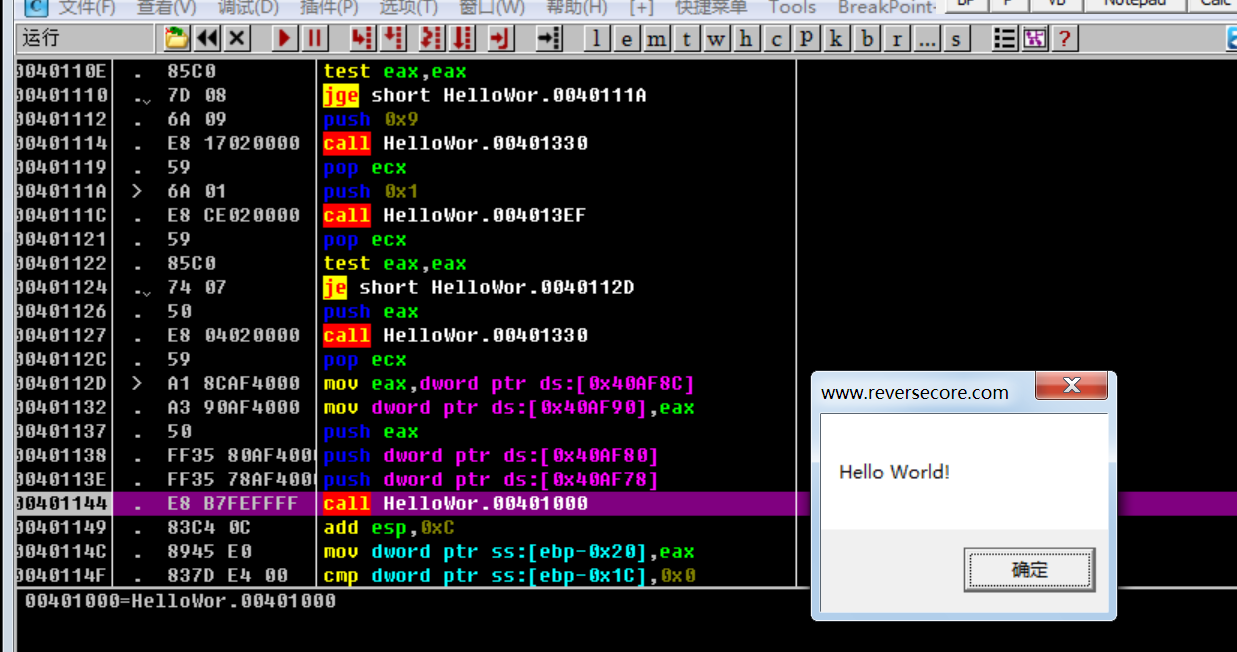 文件(F) 查看(V) 调试(D) 插件(P) 选项(T) 窗口(W) 帮助(H) [+] 快捷菜单 Tools BreakPoint- BP P VB Notepad Calc
运行 l e m t w h c P k b r ... s ?
0040110E . 85C0 test eax,eax
00401110 . 7D 08 jge short HelloWor.0040111A
00401112 . 6A 09 push 0x9
00401114 . E8 17020000 call HelloWor.00401330
00401119 . 59 pop ecx
0040111A > 6A 01 push 0x1
0040111C . E8 CE020000 call HelloWor.004013EF
00401121 . 59 pop ecx
00401122 . 85C0 test eax,eax
00401124 . 74 07 je short HelloWor.0040112D
00401126 . 50 push eax
00401127 . E8 04020000 call HelloWor.00401330
0040112C . 59 pop ecx
0040112D > A1 8CAF4000 mov eax,dword ptr ds:[0x40AF8C]
00401132 . A3 90AF4000 mov dword ptr ds:[0x40AF90],eax
00401137 . 50 push eax
00401138 . FF35 80AF400 push dword ptr ds:[0x40AF80]
0040113E . FF35 78AF400 push dword ptr ds:[0x40AF78]
00401144 . E8 B7FEFFFF call HelloWor.00401000
00401149 . 83C4 0C add esp,0xC
0040114C . 8945 E0 mov dword ptr ss:[ebp-0x20],eax
0040114F . 837D E4 00 cmp dword ptr ss:[ebp-0x1C],0x0
00401000=HelloWor.00401000
www.reversecore.com
Hello World!
确定